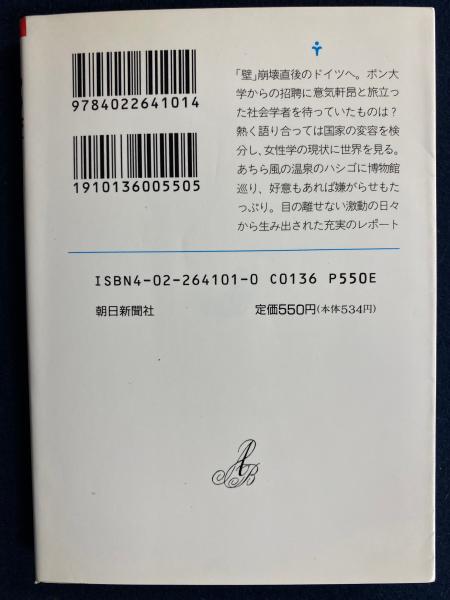 9784022641014
1910136005505
「壁」崩壊直後のドイツへ。ボン大
学からの招聘に意気軒昂と旅立っ
た社会学者を待っていたものは?
熱く語り合っては国家の変容を検
分し、女性学の現状に世界を見る。
あちら風の温泉のハシゴに博物館
巡り、好意もあれば嫌がらせもた
っぷり。目の離せない激動の日々
から生み出された充実のレポート
ISBN4-02-264101-0 C0136 P550E
朝日新聞社
定価550円(本体534円)
AB